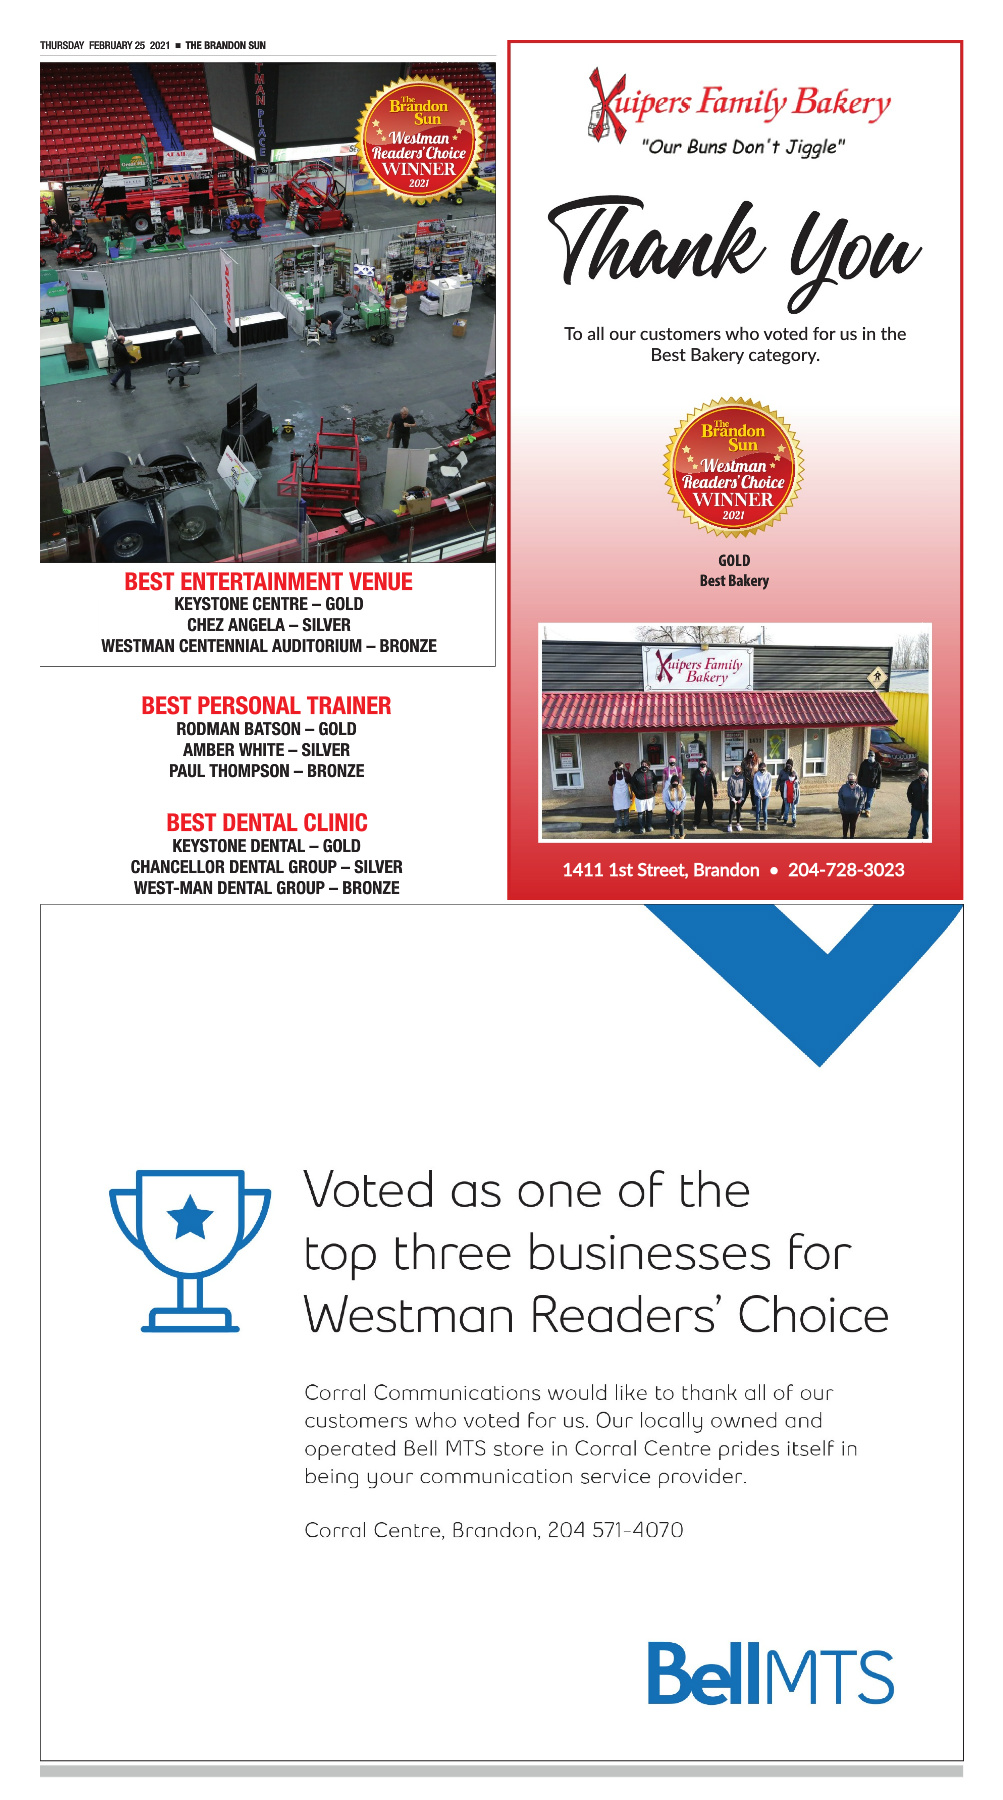 THURSDAY FEBRUARY 25 2021 ■ THE BRANDON SUN
TMAN PLACE
The
Brandon
Sun
Westman
Readers' Choice
WINNER
2021
BEST ENTERTAINMENT VENUE
KEYSTONE CENTRE – GOLD
CHEZ ANGELA – SILVER
WESTMAN CENTENNIAL AUDITORIUM – BRONZE
BEST PERSONAL TRAINER
RODMAN BATSON – GOLD
AMBER WHITE – SILVER
PAUL THOMPSON – BRONZE
BEST DENTAL CLINIC
KEYSTONE DENTAL – GOLD
CHANCELLOR DENTAL GROUP – SILVER
WEST-MAN DENTAL GROUP – BRONZE
Kuipers Family Bakery
"Our Buns Don't Jiggle"
Thank You
To all our customers who voted for us in the
Best Bakery category.
The
Brandon
Sun
Westman
Readers' Choice
WINNER
2021
GOLD
Best Bakery
Kuipers Family
Bakery
1411 1st Street, Brandon • 204-728-3023
Voted as one of the
top three businesses for
Westman Readers’ Choice
Corral Communications would like to thank all of our
customers who voted for us. Our locally owned and
operated Bell MTS store in Corral Centre prides itself in
being your communication service provider.
Corral Centre, Brandon, 204 571-4070
Bell MTS